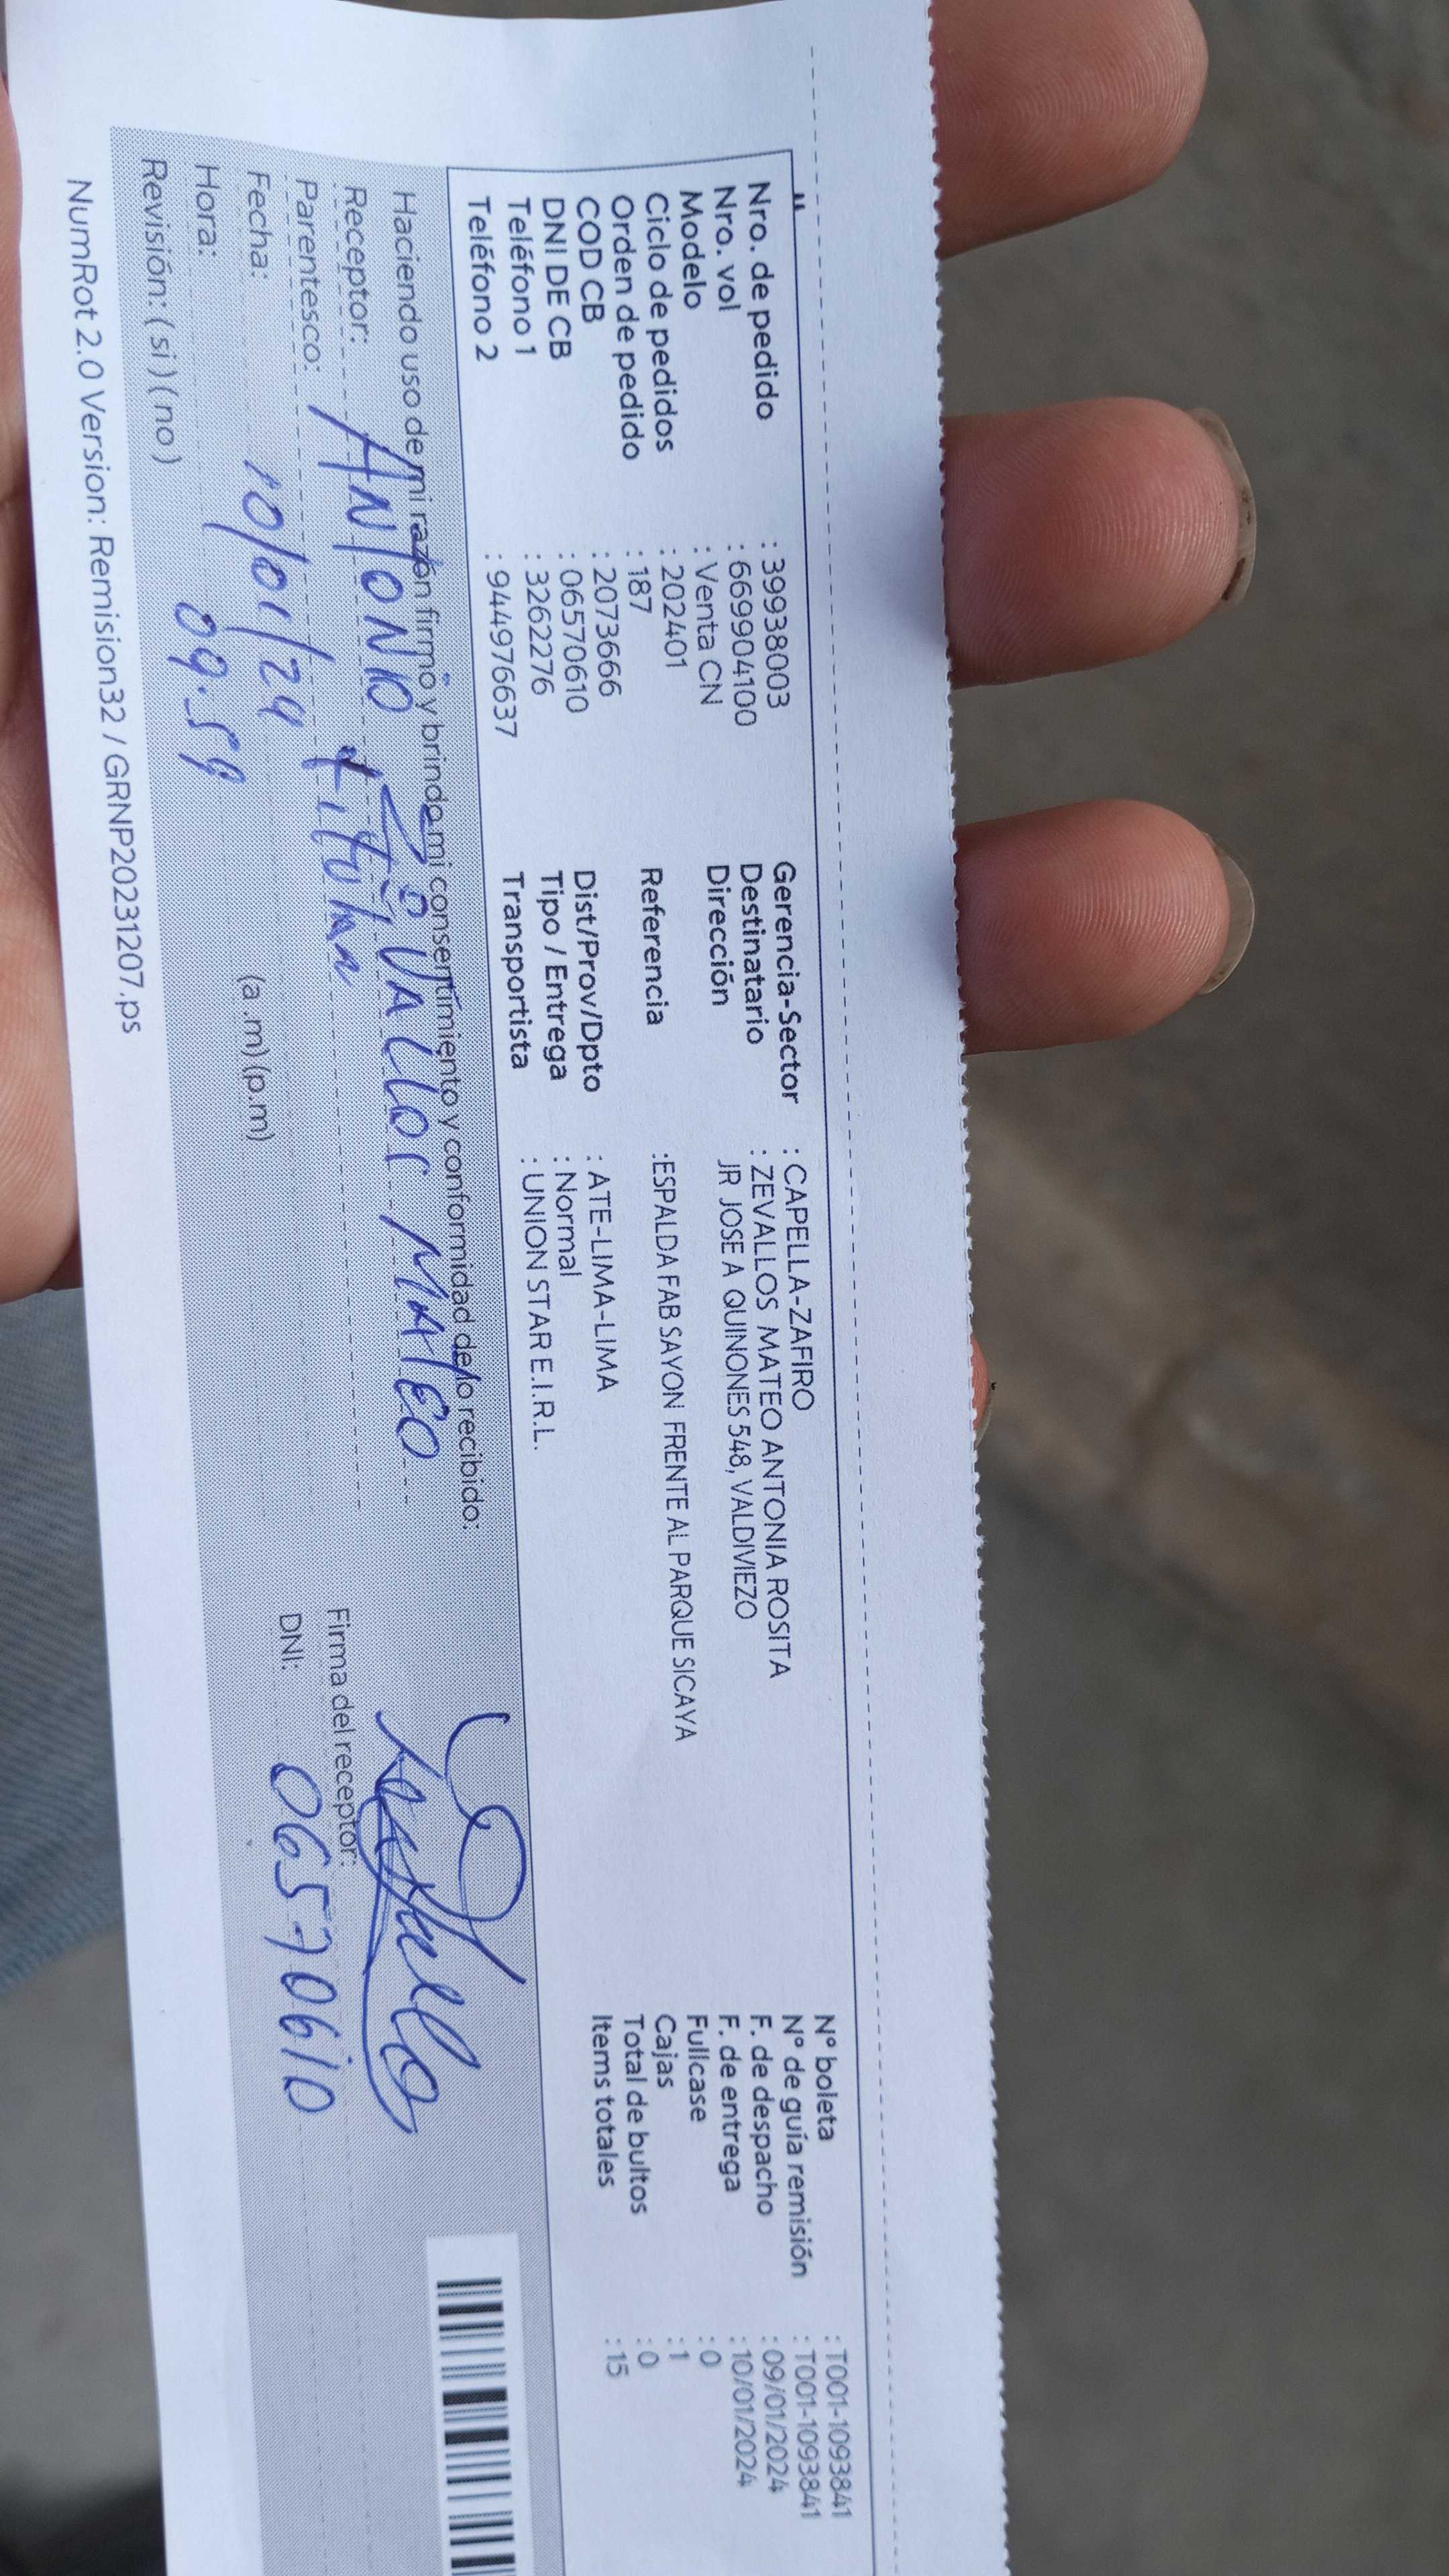 Nro. de pedido : 39938003
Nro. vol : 6699904100
Modelo : Venta CN
Ciclo de pedidos : 202401
Orden de pedido : 187
COD CB : 2073666
DNI DE CB : 06570610
Teléfono 1 : 3262276
Teléfono 2 : 944976637
Gerencia-Sector : CAPELLA-ZAFIRO
Destinatario : ZEVALLOS MATEO ANTONIA ROSITA
Dirección JR JOSE A QUINONES 548, VALDIVIEZO
Referencia :ESPALDA FAB SAYON FRENTE AL PARQUE SICAYA
Dist/Prov/Dpto : ATE-LIMA-LIMA
Tipo / Entrega : Normal
Transportista : UNION STAR E.I.R.L.
N° boleta : T001-1093841
N° de guía remisión : T001-1093841
F. de despacho : 09/01/2024
F. de entrega : 10/01/2024
Fullcase : 0
Cajas : 1
Total de bultos : 0
Items totales : 15
Haciendo uso de mi razón firmo y brindo mi consentimiento y conformidad de lo recibido:
Receptor: MATEO
Parentesco:
Fecha: 10/01/24
Hora: 09:59 (a .m) (p.m)
Revisión: ( si ) ( no )
Firma del receptor:
DNI: 06570610
NumRot 2.0 Version: Remision32 / GRNP20231207.ps